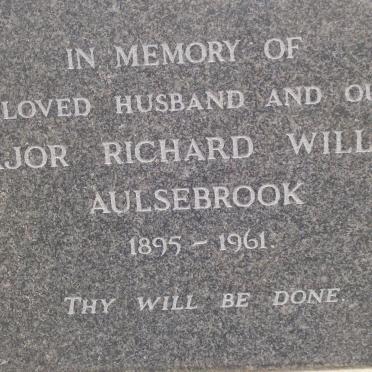 IN MEMORY OF
LOVED HUSBAND AND OU
AJOR RICHARD WILL
AULSEBROOK
1895 – 1961.
THY WILL BE DONE.